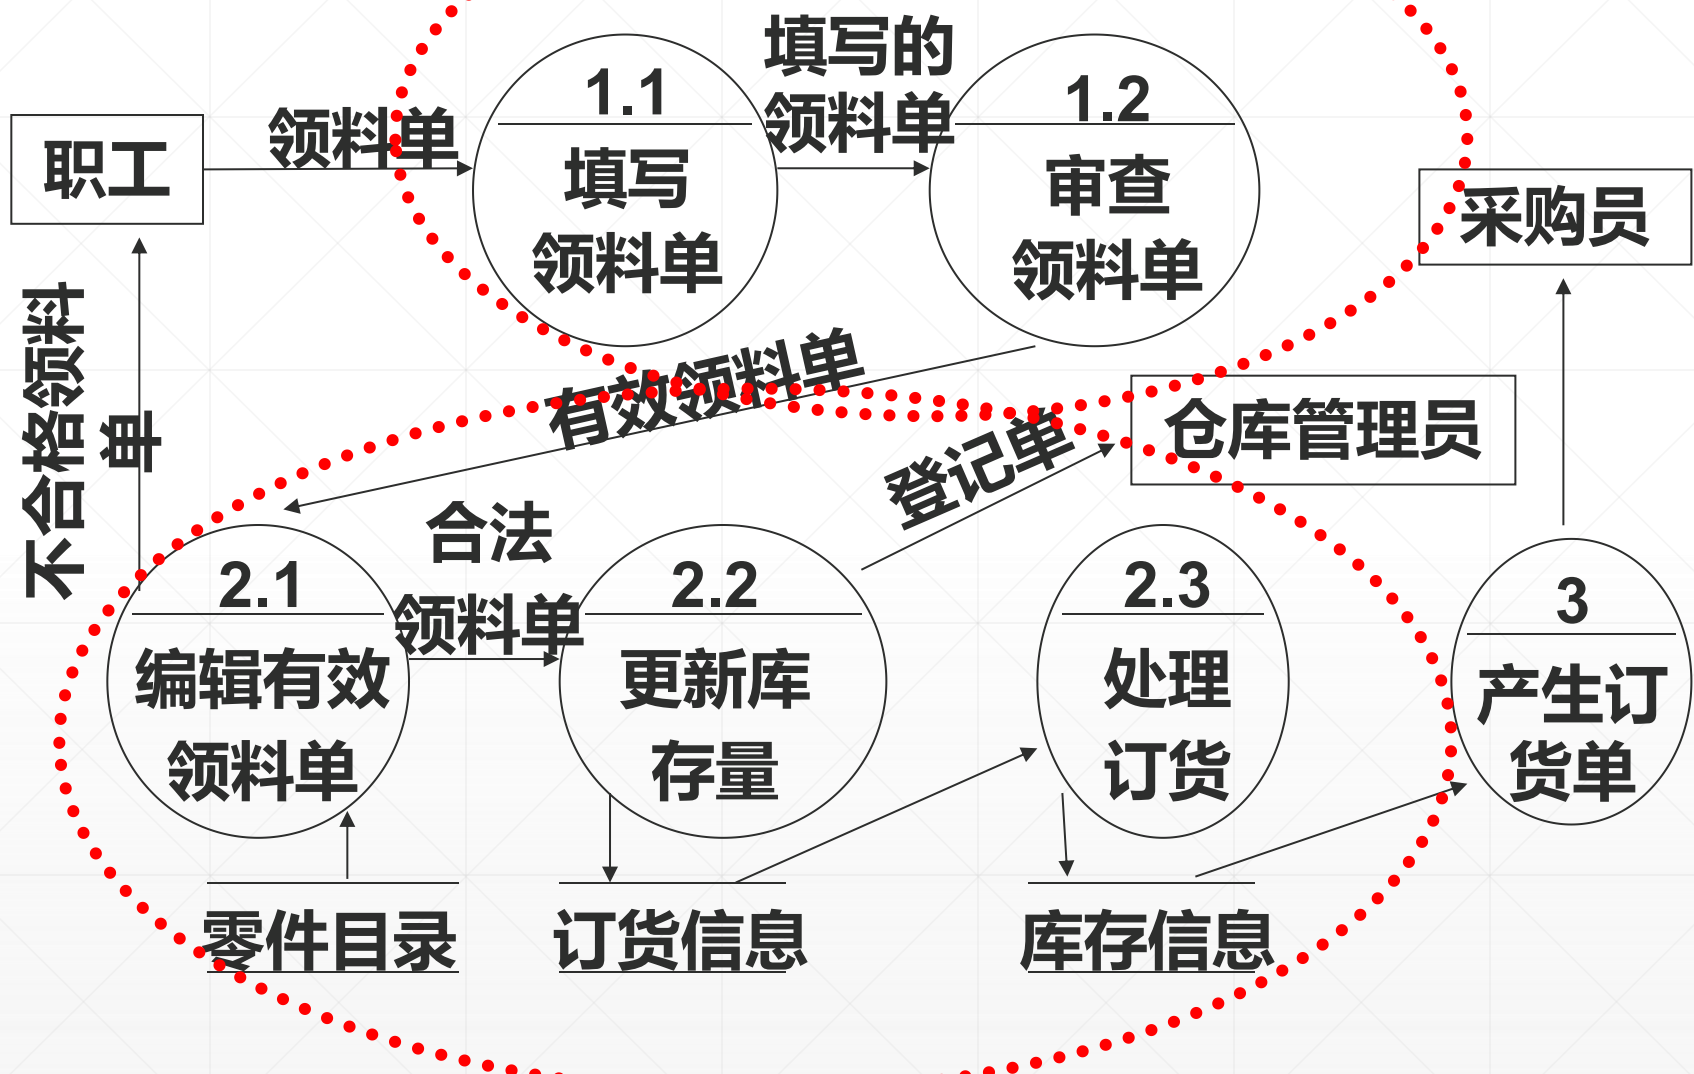 填写的
领料单
1.1
填写
领料单
1.2
审查
领料单
领料单
职工
采购员
不合格领料
单
有效领料单
登记单
仓库管理员
合法
领料单
2.1
编辑有效
领料单
2.2
更新库
存量
2.3
处理
订货
3
产生订
货单
零件目录
订货信息
库存信息